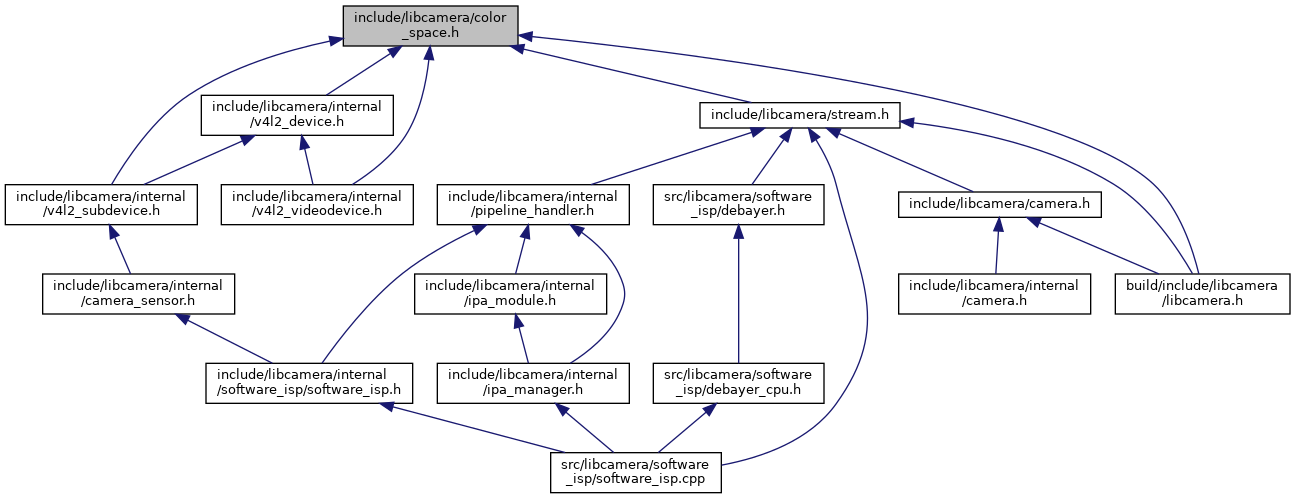 include/libcamera/color
_space.h
include/libcamera/internal
/v4l2_device.h
include/libcamera/stream.h
include/libcamera/internal
/v4l2_subdevice.h
include/libcamera/internal
/v4l2_videodevice.h
include/libcamera/internal
/pipeline_handler.h
src/libcamera/software
_isp/debayer.h
include/libcamera/camera.h
include/libcamera/internal
/camera_sensor.h
include/libcamera/internal
/ipa_module.h
include/libcamera/internal
/camera.h
build/include/libcamera
/libcamera.h
include/libcamera/internal
/software_isp/software_isp.h
include/libcamera/internal
/ipa_manager.h
src/libcamera/software
_isp/debayer_cpu.h
src/libcamera/software
_isp/software_isp.cpp